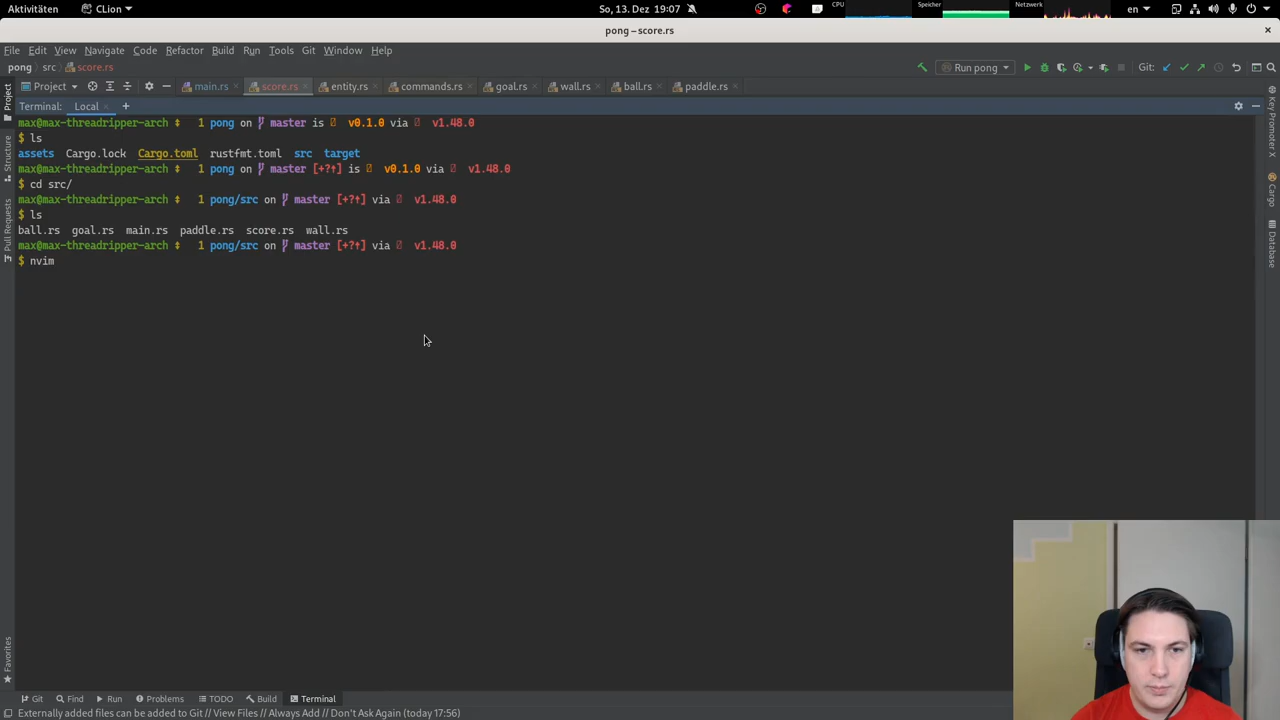 Aktivitäten CLion So, 13. Dez 19:07 CPU Speicher Netzwerk en
pong – score.rs
File Edit View Navigate Code Refactor Build Run Tools Git Window Help
pong src score.rs Run pong Git:
Project main.rs score.rs entity.rs commands.rs goal.rs wall.rs ball.rs paddle.rs
Terminal: Local +
max@max-threadripper-arch 1 pong on master is v0.1.0 via v1.48.0
$ ls
assets Cargo.lock Cargo.toml rustfmt.toml src target
max@max-threadripper-arch 1 pong on master [+?↑] is v0.1.0 via v1.48.0
$ cd src/
max@max-threadripper-arch 1 pong/src on master [+?↑] via v1.48.0
$ ls
ball.rs goal.rs main.rs paddle.rs score.rs wall.rs
max@max-threadripper-arch 1 pong/src on master [+?↑] via v1.48.0
$ nvim
Project
Structure
Pull Requests
Favorites
Key Promoter X
Cargo
Database
Git Find Run Problems TODO Build Terminal
Externally added files can be added to Git // View Files // Always Add // Don't Ask Again (today 17:56)